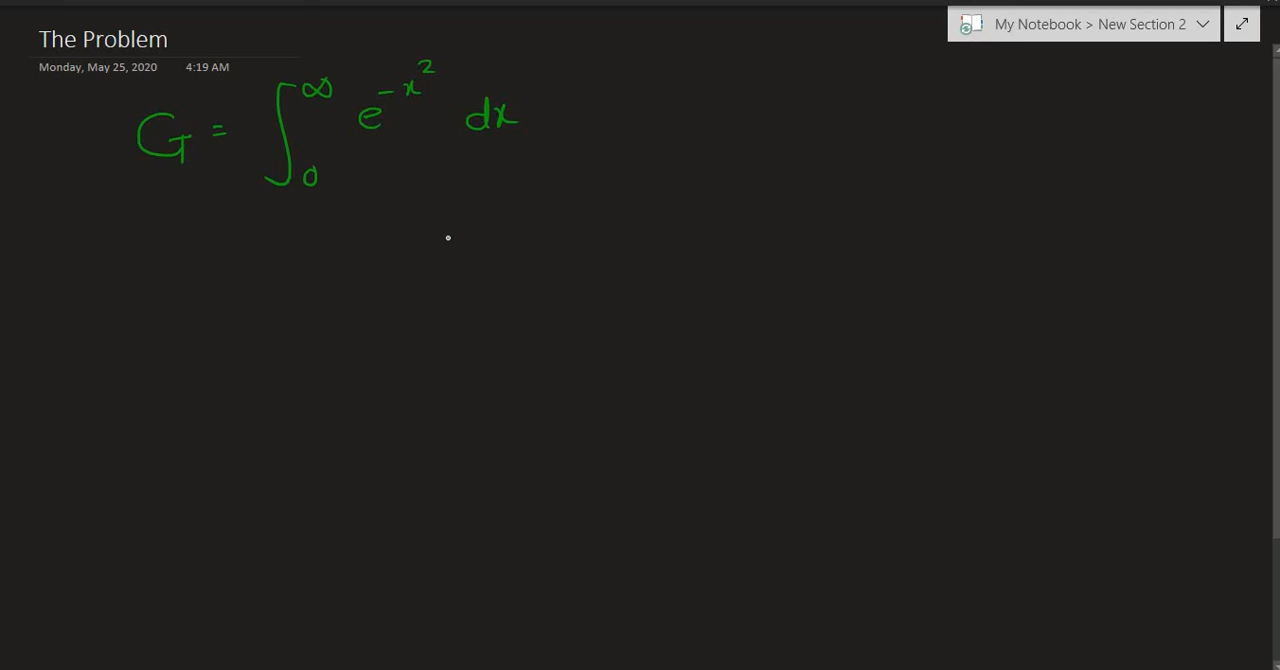 My Notebook > New Section 2
The Problem
Monday, May 25, 2020 4:19 AM
G = ∫₀^∞ e^{-x²} dx